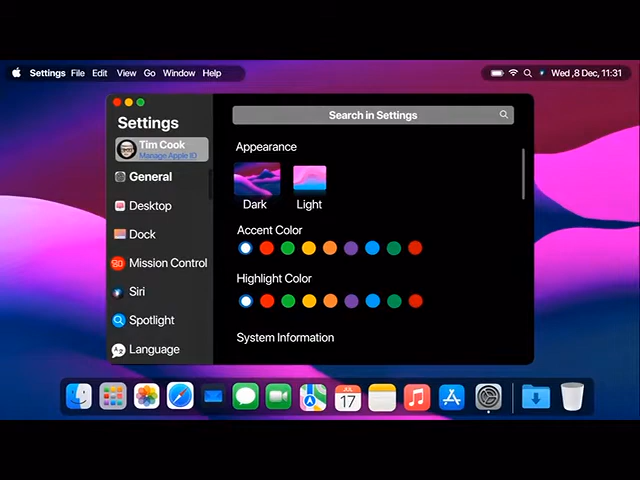 Settings File Edit View Go Window Help
Wed ,8 Dec, 11:31
Settings
Search in Settings
Tim Cook
Manage Apple ID
General
Desktop
Dock
Mission Control
Siri
Spotlight
Language
Appearance
Dark
Light
Accent Color
Highlight Color
System Information
JUL
17